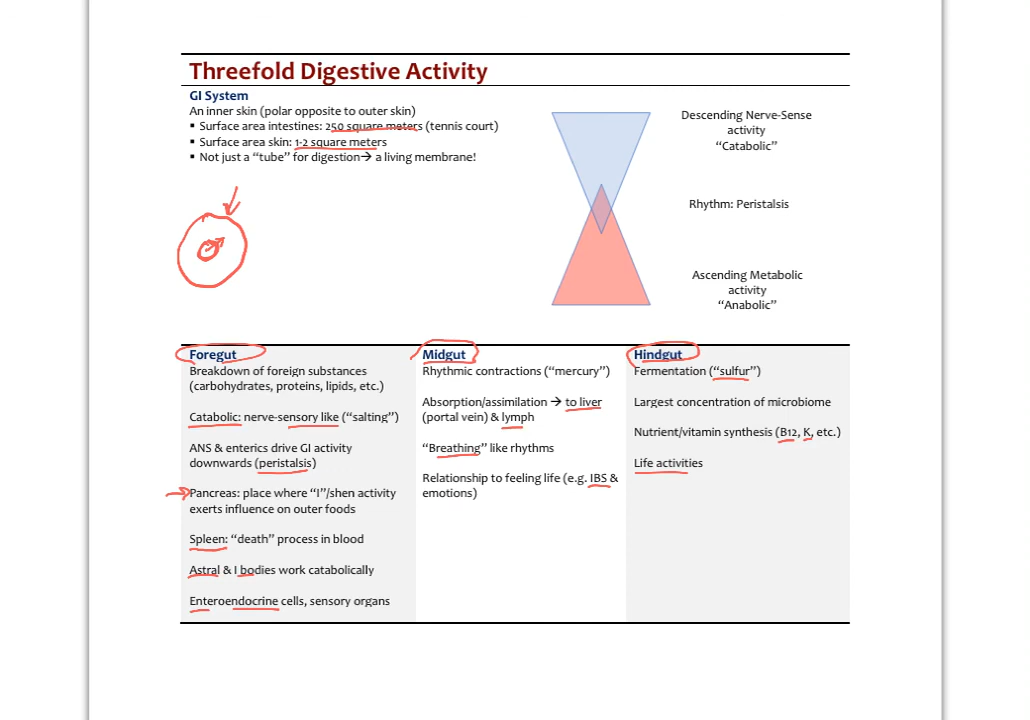 Threefold Digestive Activity
GI System
An inner skin (polar opposite to outer skin)
▪ Surface area intestines: 250 square meters (tennis court)
▪ Surface area skin: 1-2 square meters
▪ Not just a “tube” for digestion→ a living membrane!
Descending Nerve-Sense
activity
“Catabolic”
Rhythm: Peristalsis
Ascending Metabolic
activity
“Anabolic”
Foregut
Breakdown of foreign substances
(carbohydrates, proteins, lipids, etc.)
Catabolic: nerve-sensory like (“salting”)
ANS & enterics drive GI activity
downwards (peristalsis)
Pancreas: place where “I”/shen activity
exerts influence on outer foods
Spleen: “death” process in blood
Astral & I bodies work catabolically
Enteroendocrine cells, sensory organs
Midgut
Rhythmic contractions (“mercury”)
Absorption/assimilation → to liver
(portal vein) & lymph
“Breathing” like rhythms
Relationship to feeling life (e.g. IBS &
emotions)
Hindgut
Fermentation (“sulfur”)
Largest concentration of microbiome
Nutrient/vitamin synthesis (B12, K, etc.)
Life activities